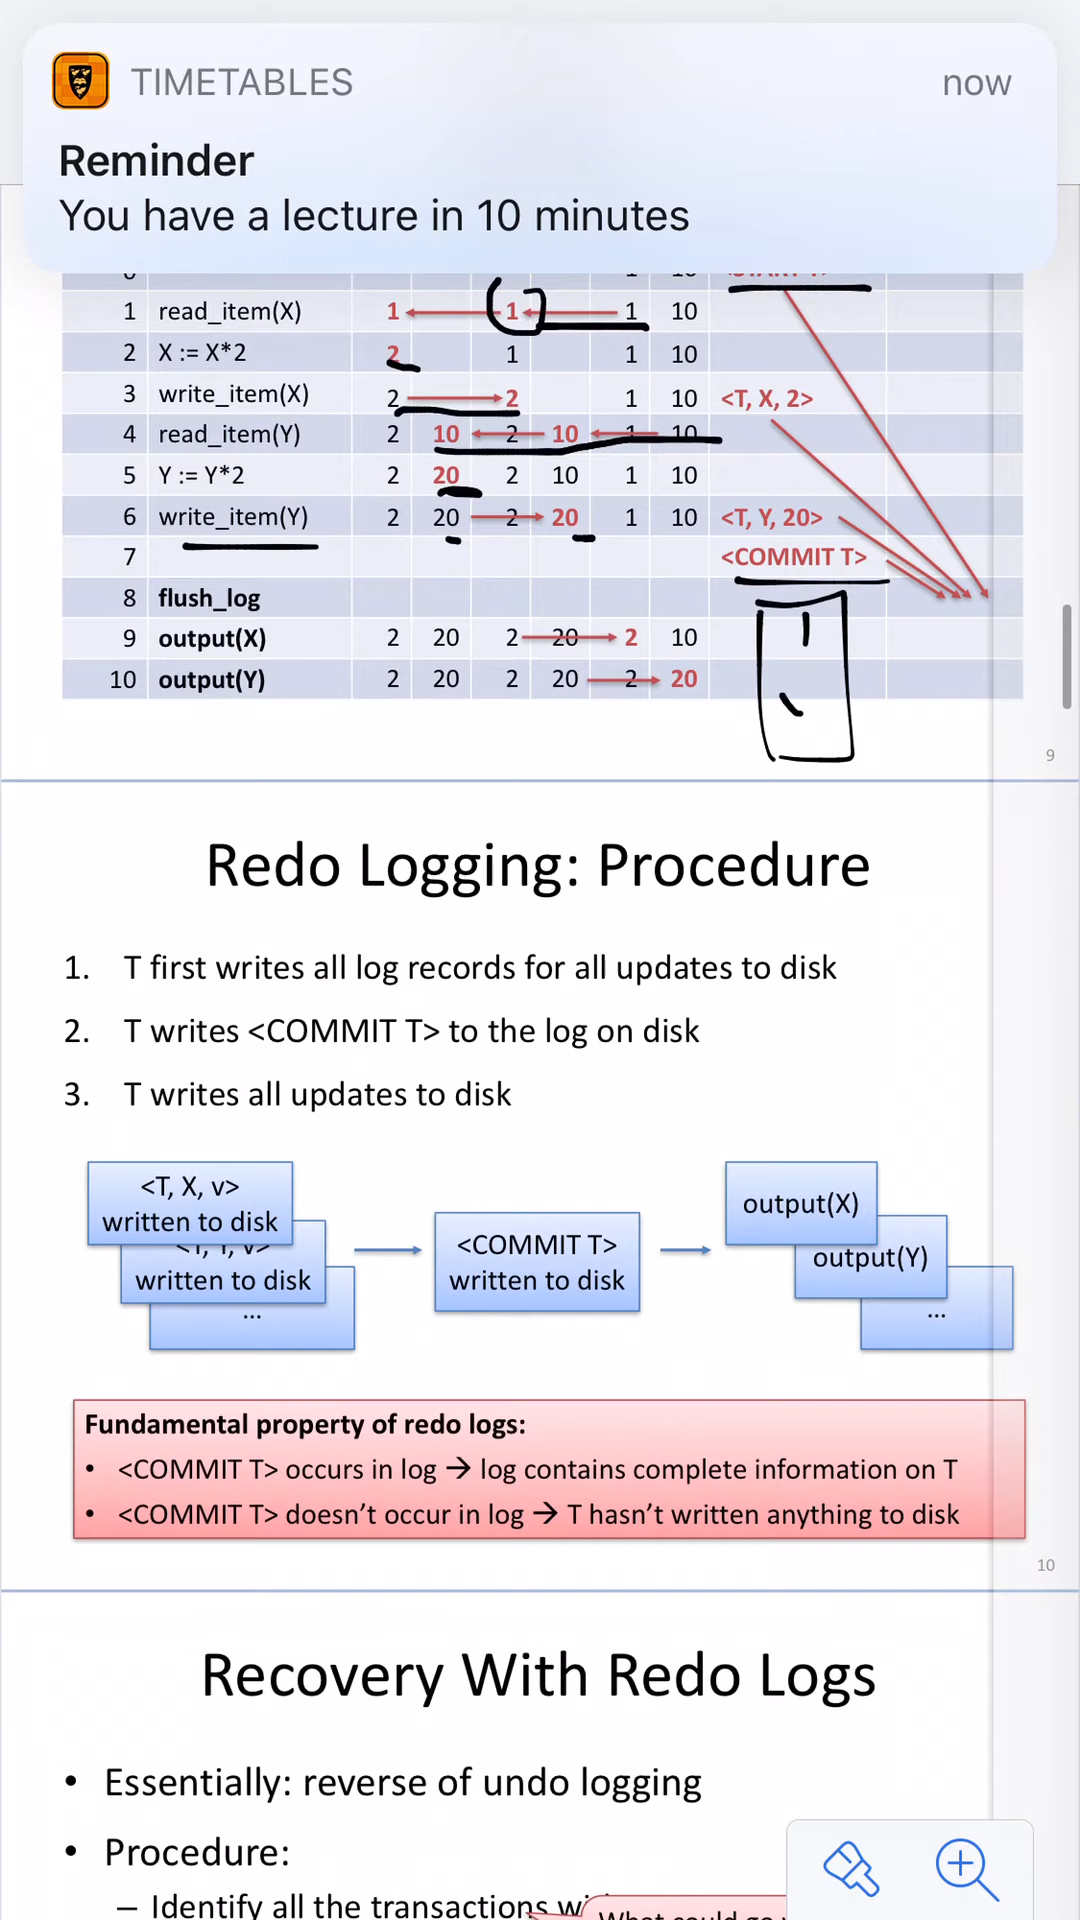 TIMETABLES now
Reminder
You have a lecture in 10 minutes
1 read_item(X) 1 1 1 10
2 X := X*2 2 1 1 10
3 write_item(X) 2 2 1 10 <T, X, 2>
4 read_item(Y) 2 10 2 10 1 10
5 Y := Y*2 2 20 2 10 1 10
6 write_item(Y) 2 20 2 20 1 10 <T, Y, 20>
7 <COMMIT T>
8 flush_log
9 output(X) 2 20 2 20 2 10
10 output(Y) 2 20 2 20 2 20
9
Redo Logging: Procedure
1. T first writes all log records for all updates to disk
2. T writes <COMMIT T> to the log on disk
3. T writes all updates to disk
<T, X, v>
written to disk
written to disk
...
<COMMIT T>
written to disk
output(X)
output(Y)
...
Fundamental property of redo logs:
• <COMMIT T> occurs in log → log contains complete information on T
• <COMMIT T> doesn't occur in log → T hasn't written anything to disk
10
Recovery With Redo Logs
• Essentially: reverse of undo logging
• Procedure:
– Identify all the transactions
What could go